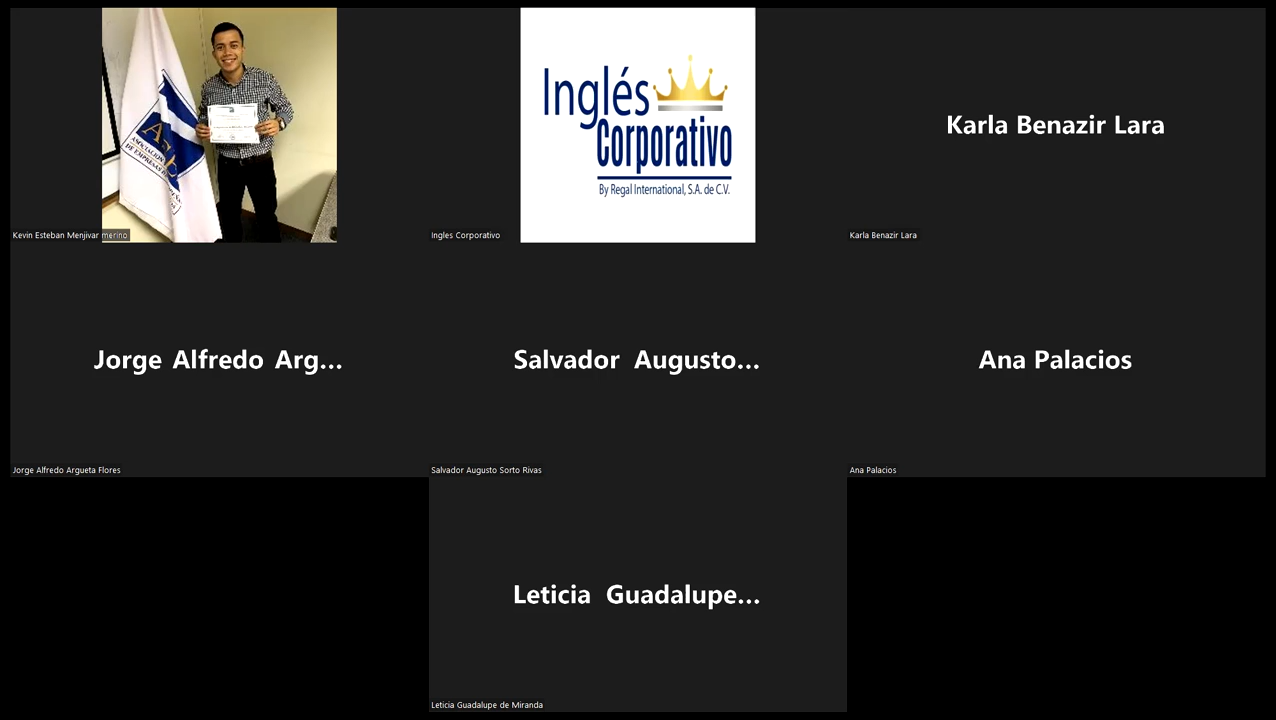 Kevin Esteban Menjivar merino
Inglés
Corporativo
By Regal International, S.A. de C.V.
Ingles Corporativo
Karla Benazir Lara
Karla Benazir Lara
Jorge Alfredo Arg...
Jorge Alfredo Argueta Flores
Salvador Augusto...
Salvador Augusto Sorto Rivas
Ana Palacios
Ana Palacios
Leticia Guadalupe...
Leticia Guadalupe de Miranda